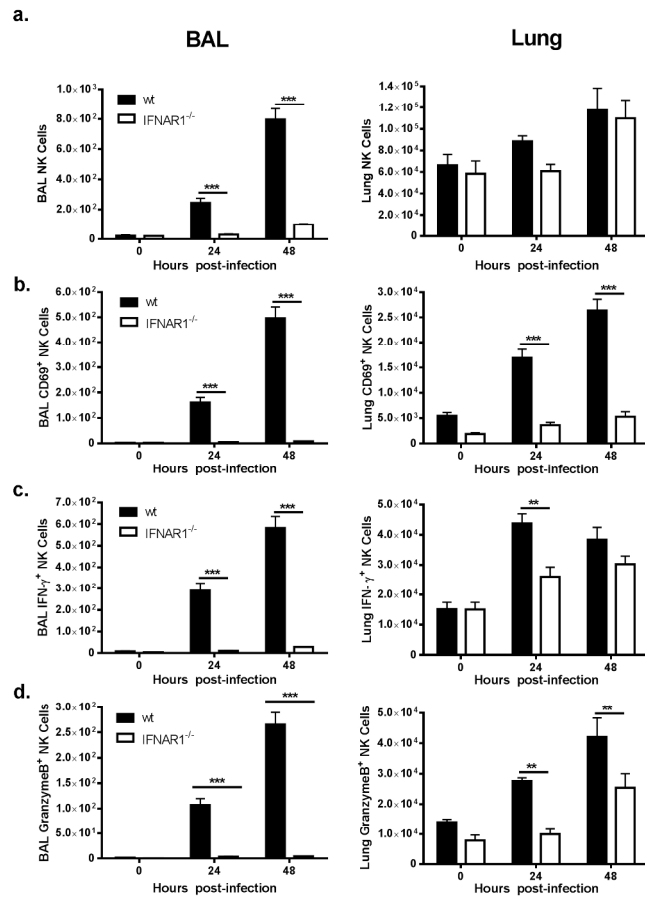 a.
BAL
Lung
BAL NK Cells
1.0×10³
8.0×10²
6.0×10²
4.0×10²
2.0×10²
0
wt
IFNAR1⁻/⁻
***
***
0 24 48
Hours post-infection
Lung NK Cells
1.4×10⁵
1.2×10⁵
1.0×10⁵
8.0×10⁴
6.0×10⁴
4.0×10⁴
2.0×10⁴
0
0 24 48
Hours post-infection
b.
BAL CD69⁺ NK Cells
6.0×10²
5.0×10²
4.0×10²
3.0×10²
2.0×10²
1.0×10²
0
wt
IFNAR1⁻/⁻
***
***
0 24 48
Hours post-infection
Lung CD69⁺ NK Cells
3.0×10⁴
2.5×10⁴
2.0×10⁴
1.5×10⁴
1.0×10⁴
5.0×10³
0
***
***
0 24 48
Hours post-infection
c.
BAL IFN-γ⁺ NK Cells
7.0×10²
6.0×10²
5.0×10²
4.0×10²
3.0×10²
2.0×10²
1.0×10²
0
wt
IFNAR1⁻/⁻
***
***
0 24 48
Hours post-infection
Lung IFN-γ⁺ NK Cells
5.0×10⁴
4.0×10⁴
3.0×10⁴
2.0×10⁴
1.0×10⁴
0
**
0 24 48
Hours post-infection
d.
BAL GranzymeB⁺ NK Cells
3.0×10²
2.5×10²
2.0×10²
1.5×10²
1.0×10²
5.0×10¹
0
wt
IFNAR1⁻/⁻
***
***
0 24 48
Hours post-infection
Lung GranzymeB⁺ NK Cells
5.0×10⁴
4.0×10⁴
3.0×10⁴
2.0×10⁴
1.0×10⁴
0
**
**
0 24 48
Hours post-infection